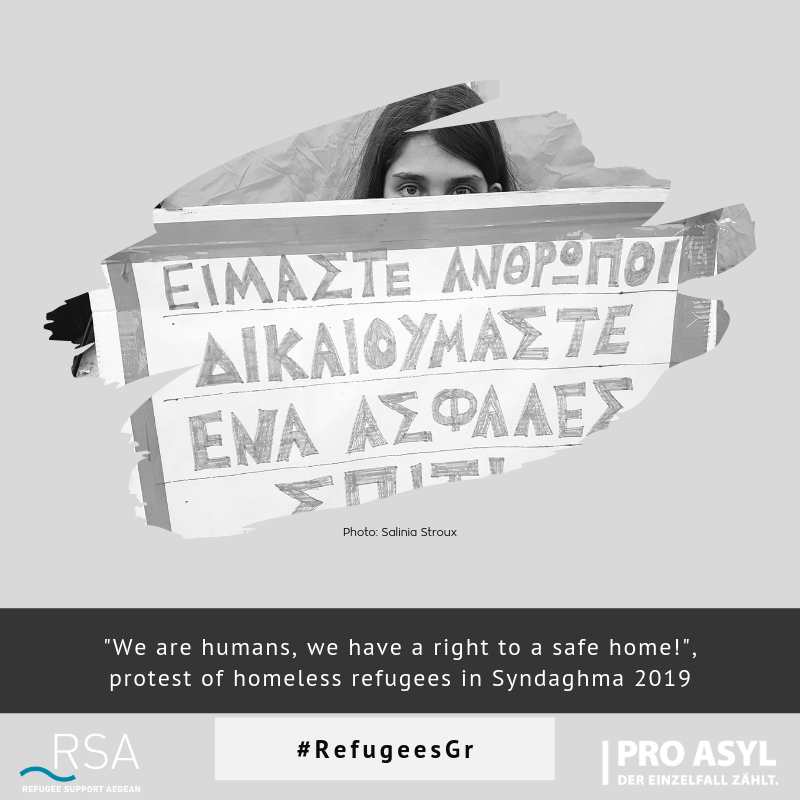 ΕΙΜΑΣΤΕ ΑΝΘΡΩΠΟΙ
ΔΙΚΑΙΟΥΜΑΣΤΕ
ΕΝΑ ΑΣΦΑΛΕΣ
ΣΠΙΤΙ
Photo: Salinia Stroux
"We are humans, we have a right to a safe home!",
protest of homeless refugees in Syndaghma 2019
RSA
REFUGEE SUPPORT AEGEAN
#RefugeesGr
PRO ASYL
DER EINZELFALL ZÄHLT.